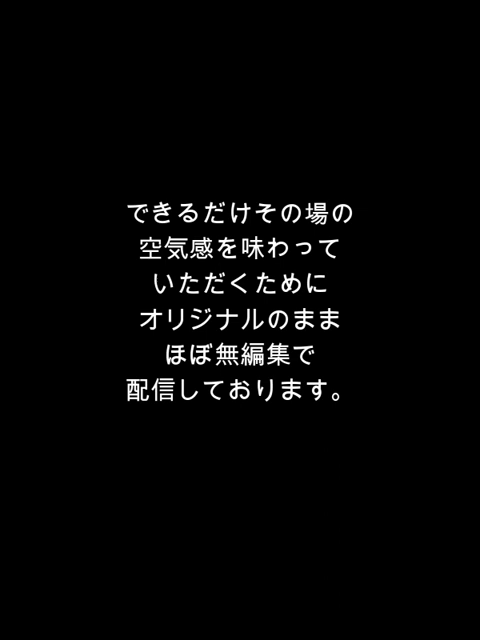 できるだけその場の
空気感を味わって
いただくために
オリジナルのまま
ほぼ無編集で
配信しております。